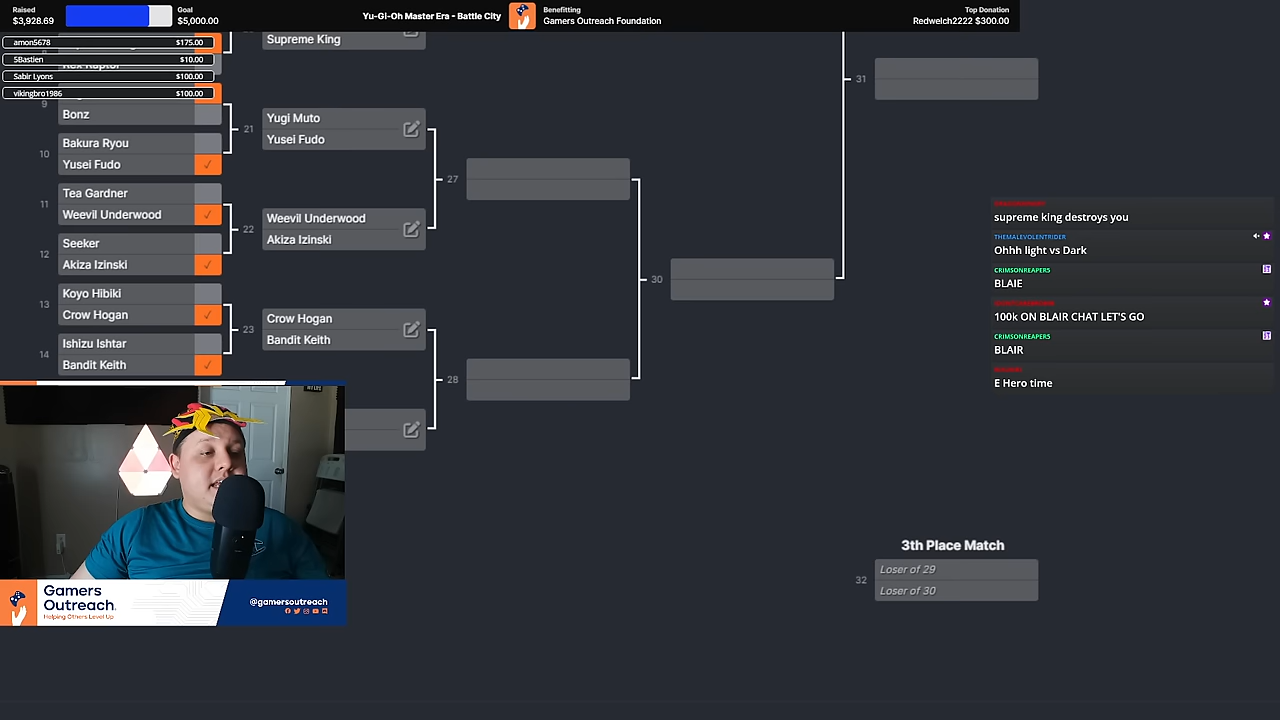 Raised
$3,928.69
Goal
$5,000.00
Yu-Gi-Oh Master Era - Battle City
Benefitting
Gamers Outreach Foundation
Top Donation
Redwelch2222 $300.00
amon5678 $175.00
5Bastien $10.00
Sabir Lyons $100.00
vikingbro1986 $100.00
Supreme King
9
Bonz
10
Bakura Ryou
Yusei Fudo
11
Tea Gardner
Weevil Underwood
12
Seeker
Akiza Izinski
13
Koyo Hibiki
Crow Hogan
14
Ishizu Ishtar
Bandit Keith
21
Yugi Muto
Yusei Fudo
22
Weevil Underwood
Akiza Izinski
23
Crow Hogan
Bandit Keith
27
28
30
31
3th Place Match
32
Loser of 29
Loser of 30
supreme king destroys you
THEMALEVOLENTRIDER
Ohhh light vs Dark
CRIMSONREAPER5
BLAIE
100k ON BLAIR CHAT LET'S GO
CRIMSONREAPER5
BLAIR
E Hero time
Gamers
Outreach.
Helping Others Level Up
@gamersoutreach